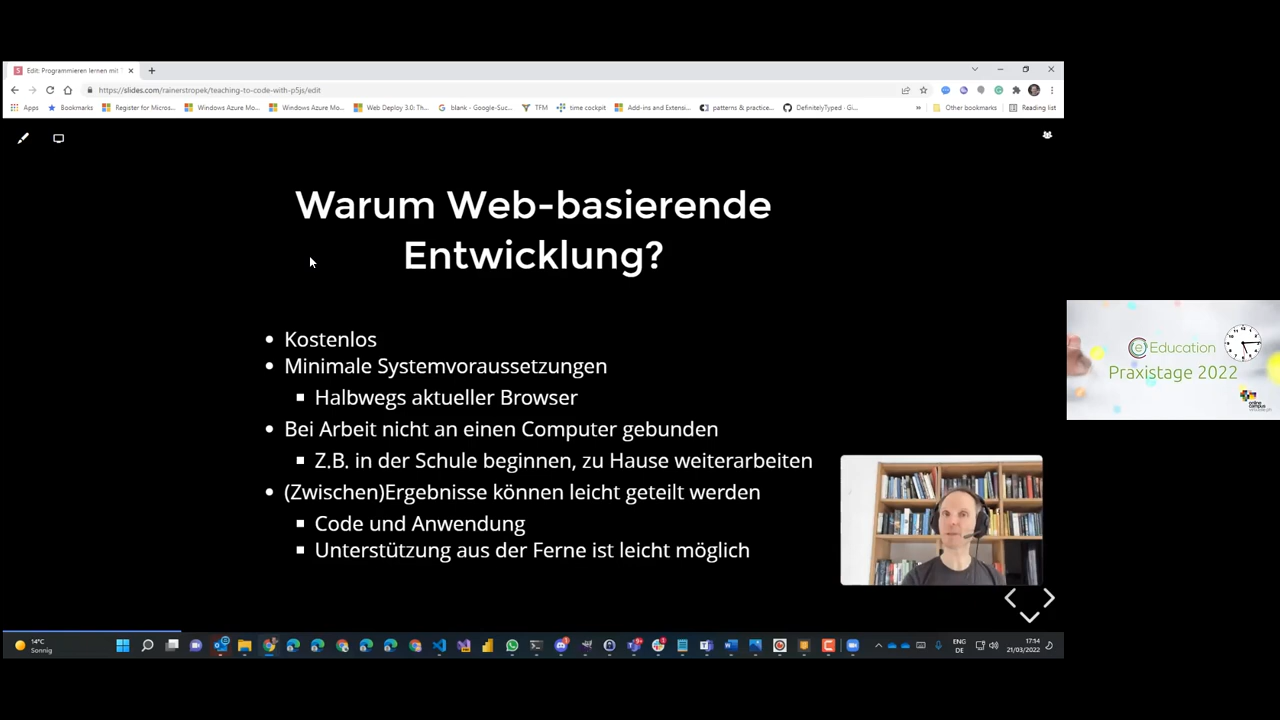 Edit: Programmieren lernen mit
https://slides.com/rainerstropek/teaching-to-code-with-p5js/edit
Apps
Bookmarks
Register for Micros...
Windows Azure Mo...
Windows Azure Mo...
Web Deploy 3.0: Th...
blank - Google-Suc...
TFM
time cockpit
Add-ins and Extensi...
patterns & practice...
DefinitelyTyped · Gi...
»
Other bookmarks
Reading list
Warum Web-basierende
Entwicklung?
Kostenlos
Minimale Systemvoraussetzungen
Halbwegs aktueller Browser
Bei Arbeit nicht an einen Computer gebunden
Z.B. in der Schule beginnen, zu Hause weiterarbeiten
(Zwischen)Ergebnisse können leicht geteilt werden
Code und Anwendung
Unterstützung aus der Ferne ist leicht möglich
eEducation
Praxistage 2022
14°C
Sonnig
ENG
DE
17:14
21/03/2022